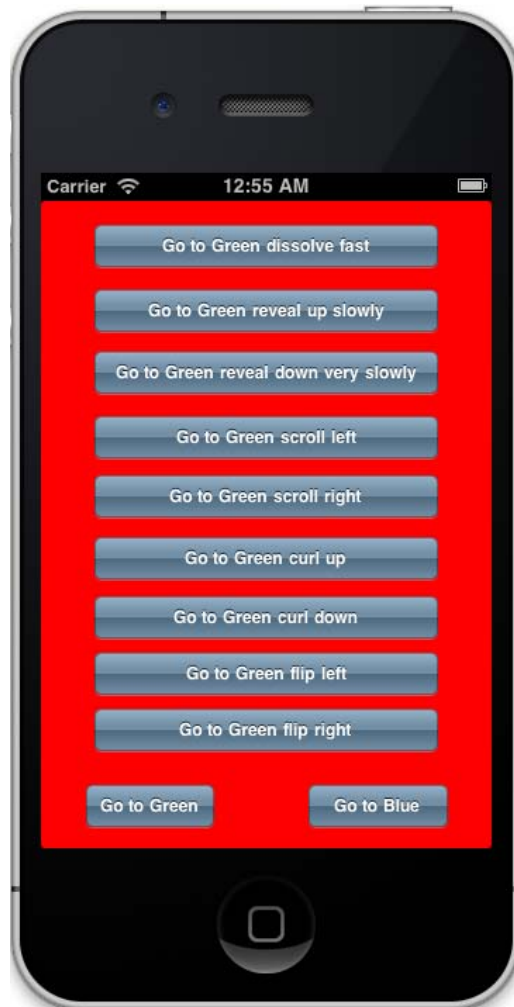 Carrier 12:55 AM
Go to Green dissolve fast
Go to Green reveal up slowly
Go to Green reveal down very slowly
Go to Green scroll left
Go to Green scroll right
Go to Green curl up
Go to Green curl down
Go to Green flip left
Go to Green flip right
Go to Green Go to Blue